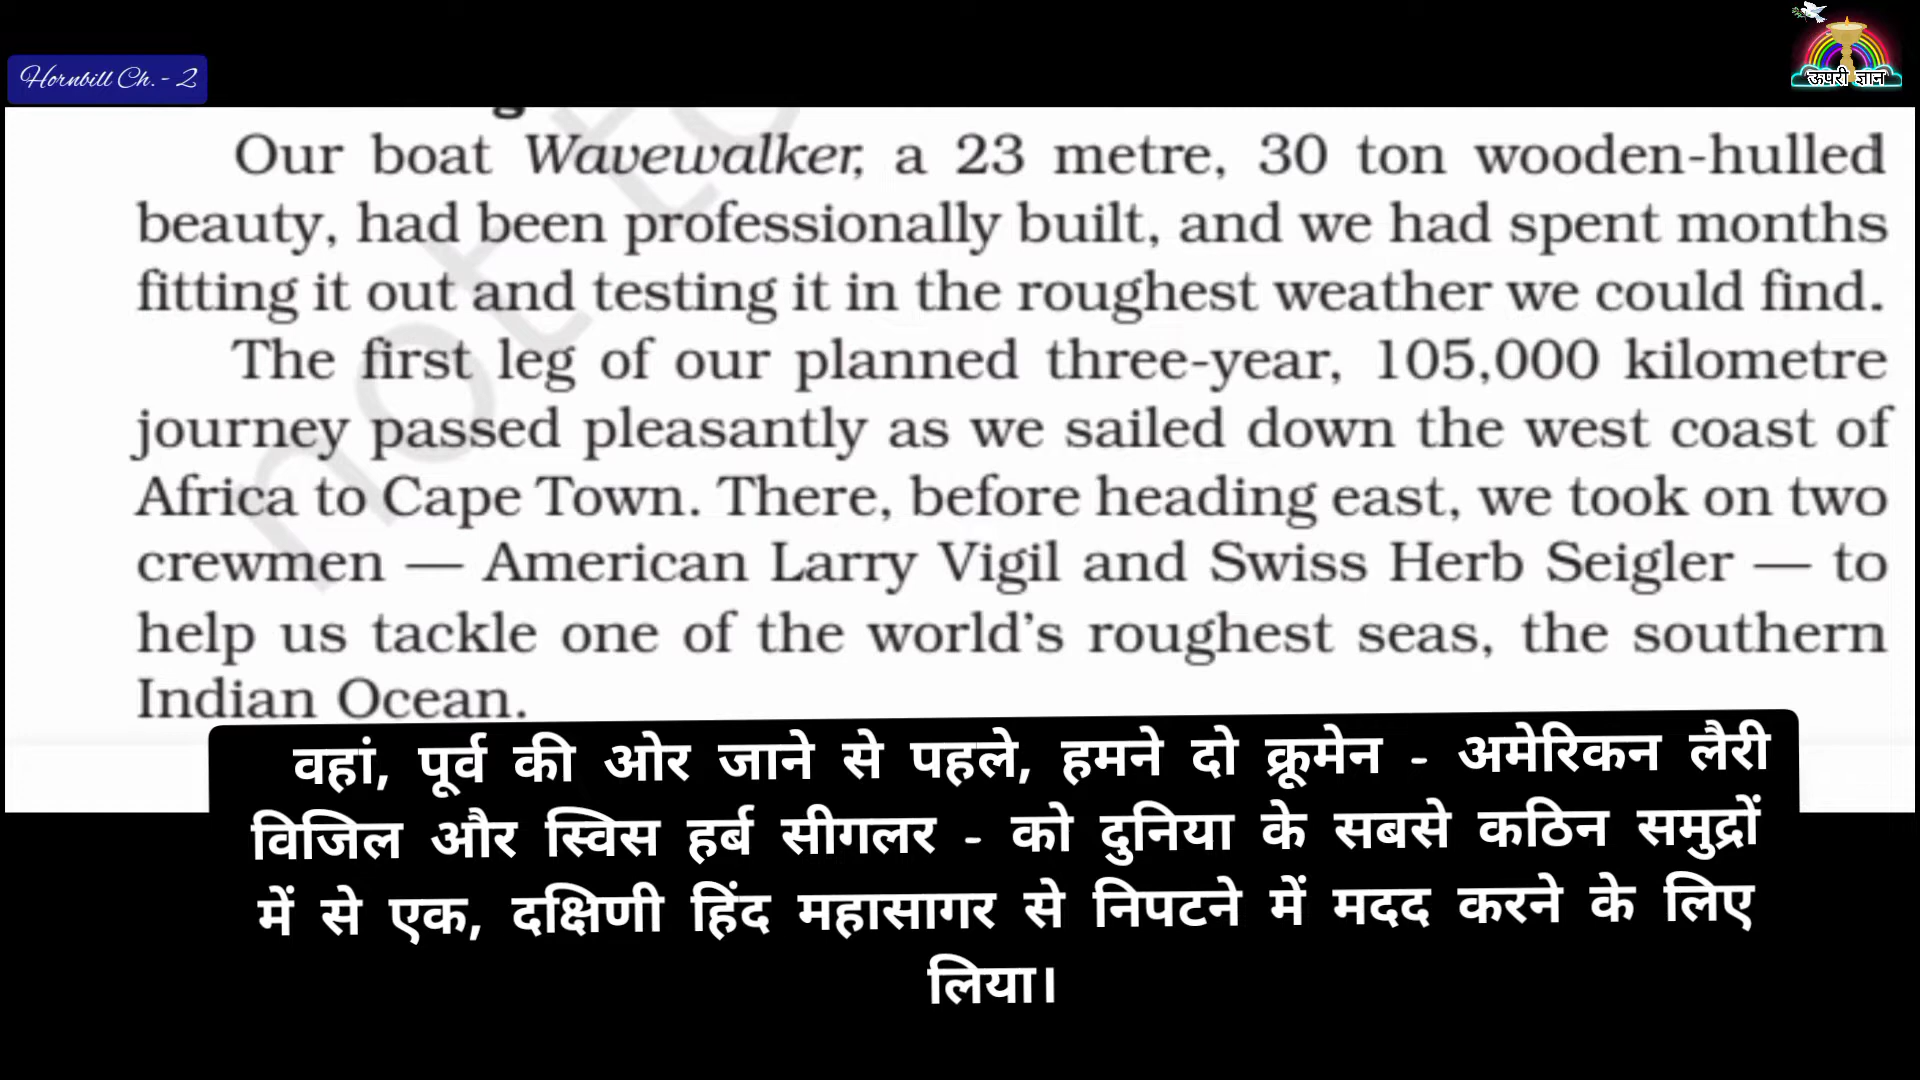 Hornbill Ch. - 2
ऊपरी ज्ञान
Our boat Wavewalker, a 23 metre, 30 ton wooden-hulled
beauty, had been professionally built, and we had spent months
fitting it out and testing it in the roughest weather we could find.
The first leg of our planned three-year, 105,000 kilometre
journey passed pleasantly as we sailed down the west coast of
Africa to Cape Town. There, before heading east, we took on two
crewmen — American Larry Vigil and Swiss Herb Seigler — to
help us tackle one of the world's roughest seas, the southern
Indian Ocean.
वहां, पूर्व की ओर जाने से पहले, हमने दो क्रूमेन - अमेरिकन लैरी
विजिल और स्विस हर्ब सीगलर - को दुनिया के सबसे कठिन समुद्रों
में से एक, दक्षिणी हिंद महासागर से निपटने में मदद करने के लिए
लिया।